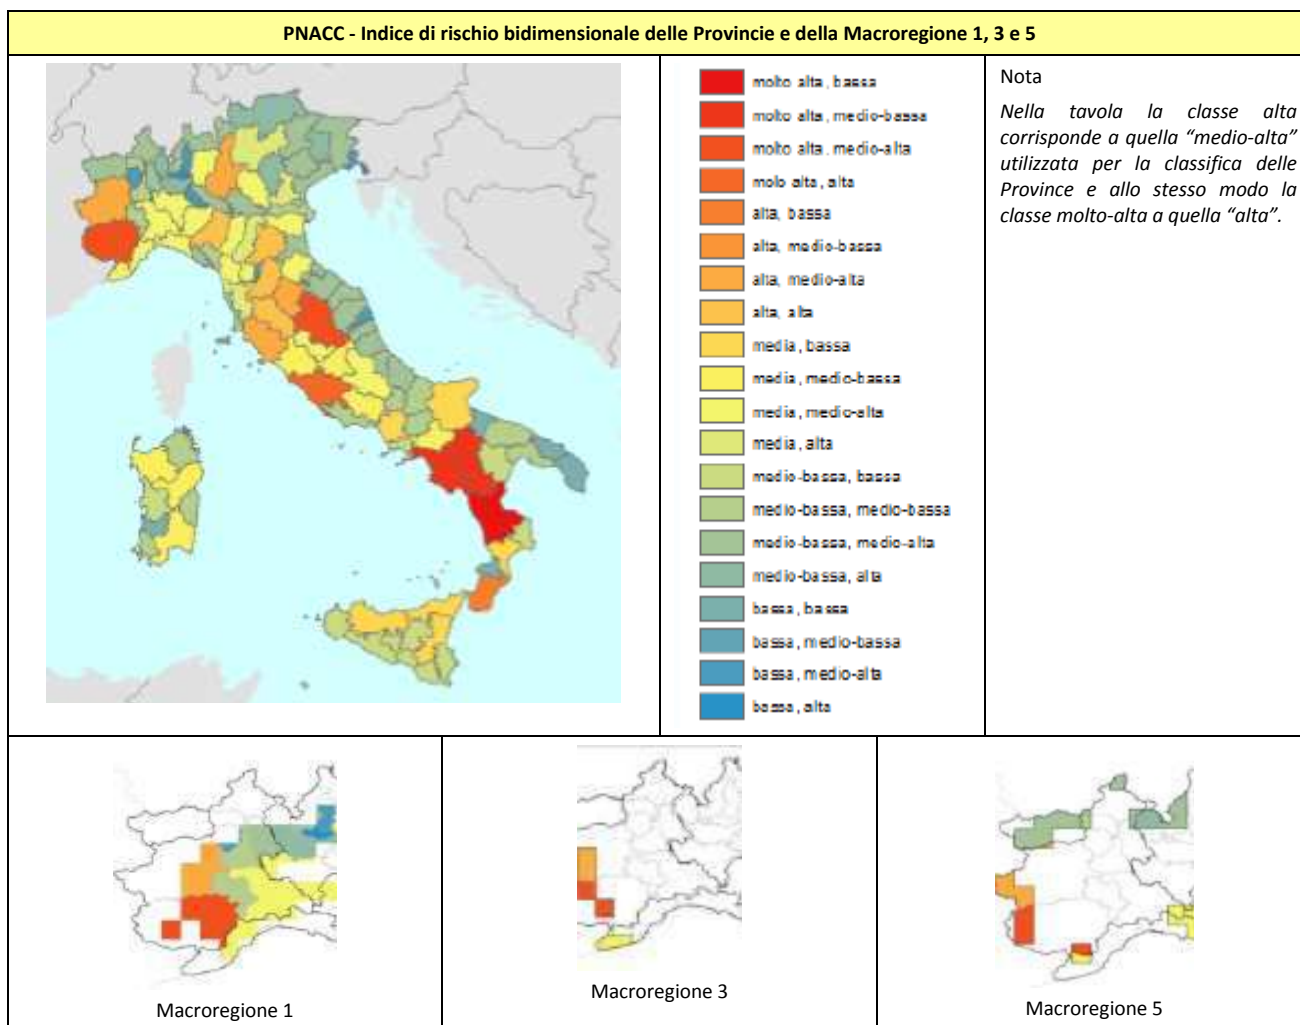 PNACC - Indice di rischio bidimensionale delle Provincie e della Macroregione 1, 3 e 5
molto alta, bassa
molto alta, medio-bassa
molto alta. medio-alta
molo alta, alta
alta, bassa
alta, medio-bassa
alta, medio-alta
alta, alta
media, bassa
media, medio-bassa
media, medio-alta
media, alta
medio-bassa, bassa
medio-bassa, medio-bassa
medio-bassa, medio-alta
medio-bassa, alta
bassa, bassa
bassa, medio-bassa
bassa, medio-alta
bassa, alta
Nota
Nella tavola la classe alta
corrisponde a quella “medio-alta”
utilizzata per la classifica delle
Province e allo stesso modo la
classe molto-alta a quella “alta”.
Macroregione 1
Macroregione 3
Macroregione 5